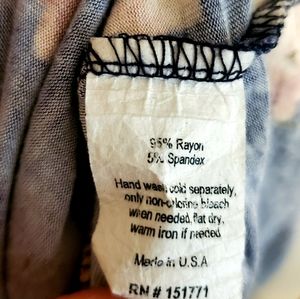 95% Rayon
5% Spandex
Hand wash cold separately,
only non-chlorine bleach
when needed, flat dry,
warm iron if needed
Made in U.S.A
RN # 151771